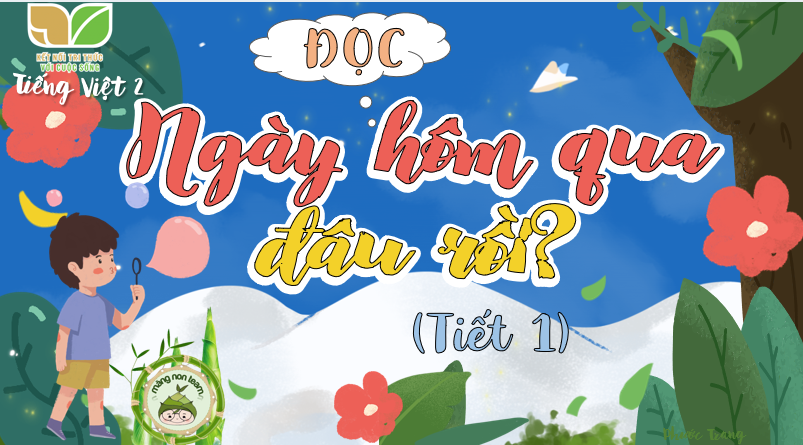 KẾT NỐI TRI THỨC
VỚI CUỘC SỐNG
Tiếng Việt 2
ĐỌC
Ngày hôm qua
đâu rồi?
(Tiết 1)
măng non team